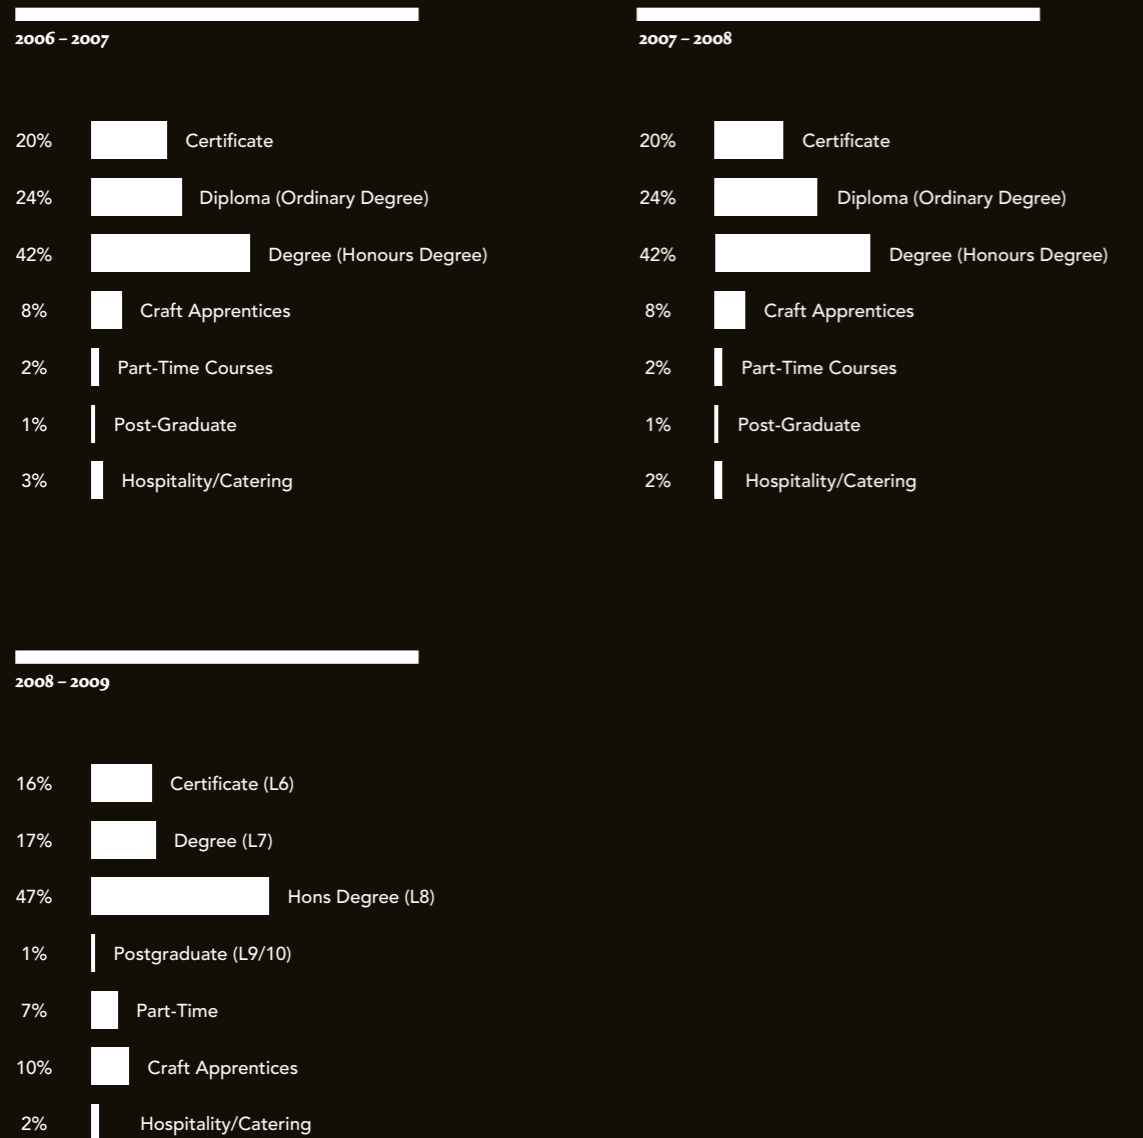 2006 – 2007
20% Certificate
24% Diploma (Ordinary Degree)
42% Degree (Honours Degree)
8% Craft Apprentices
2% Part-Time Courses
1% Post-Graduate
3% Hospitality/Catering
2007 – 2008
20% Certificate
24% Diploma (Ordinary Degree)
42% Degree (Honours Degree)
8% Craft Apprentices
2% Part-Time Courses
1% Post-Graduate
2% Hospitality/Catering
2008 – 2009
16% Certificate (L6)
17% Degree (L7)
47% Hons Degree (L8)
1% Postgraduate (L9/10)
7% Part-Time
10% Craft Apprentices
2% Hospitality/Catering